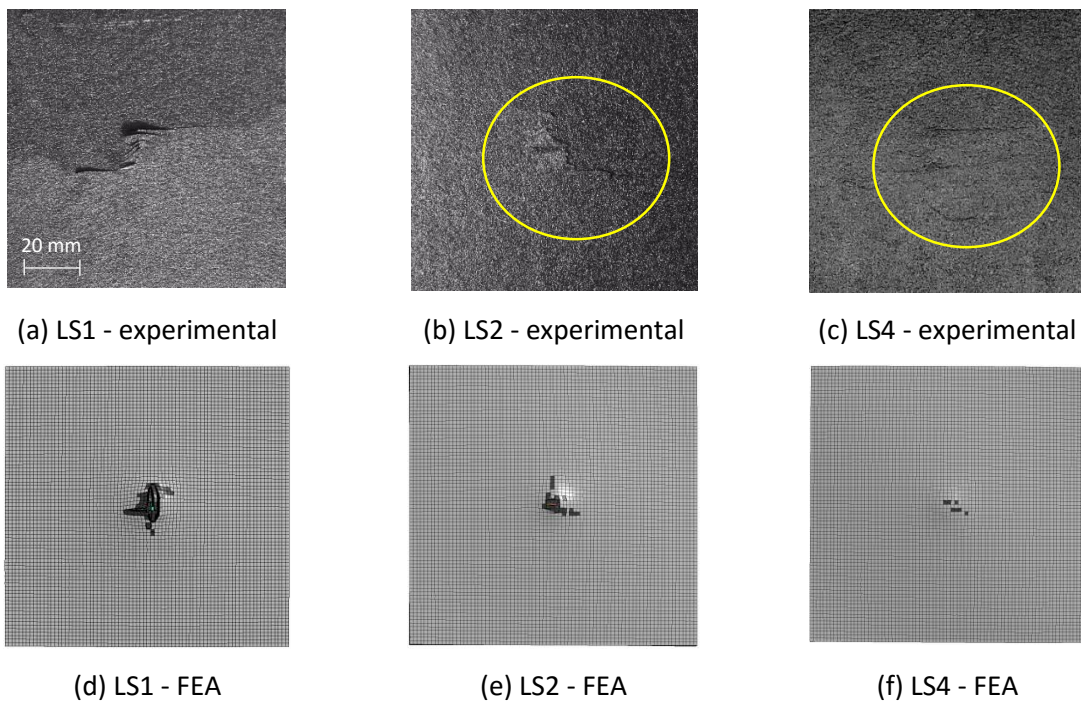 20 mm
(a) LS1 - experimental
(b) LS2 - experimental
(c) LS4 - experimental
(d) LS1 - FEA
(e) LS2 - FEA
(f) LS4 - FEA